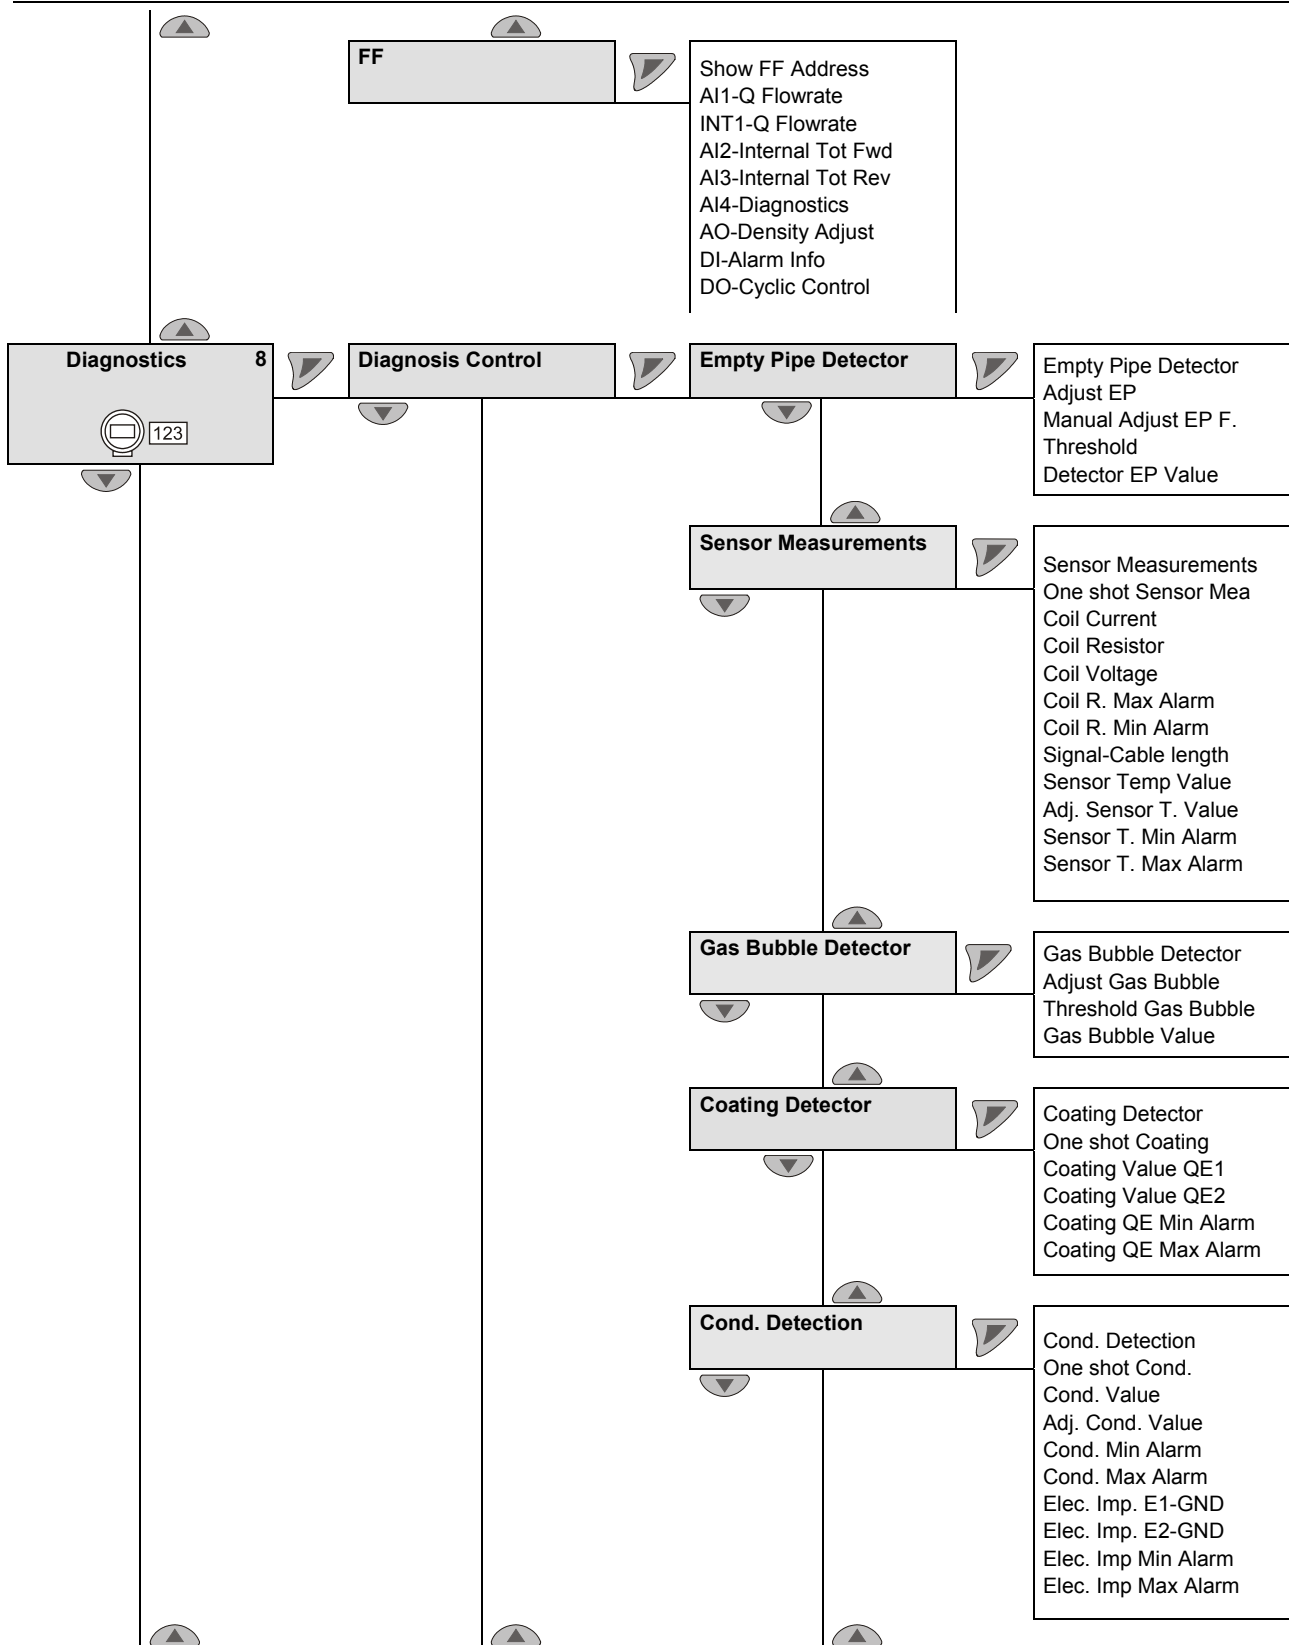 FF
Show FF Address
AI1-Q Flowrate
INT1-Q Flowrate
AI2-Internal Tot Fwd
AI3-Internal Tot Rev
AI4-Diagnostics
AO-Density Adjust
DI-Alarm Info
DO-Cyclic Control
Diagnostics 8
123
Diagnosis Control
Empty Pipe Detector
Empty Pipe Detector
Adjust EP
Manual Adjust EP F.
Threshold
Detector EP Value
Sensor Measurements
Sensor Measurements
One shot Sensor Mea
Coil Current
Coil Resistor
Coil Voltage
Coil R. Max Alarm
Coil R. Min Alarm
Signal-Cable length
Sensor Temp Value
Adj. Sensor T. Value
Sensor T. Min Alarm
Sensor T. Max Alarm
Gas Bubble Detector
Gas Bubble Detector
Adjust Gas Bubble
Threshold Gas Bubble
Gas Bubble Value
Coating Detector
Coating Detector
One shot Coating
Coating Value QE1
Coating Value QE2
Coating QE Min Alarm
Coating QE Max Alarm
Cond. Detection
Cond. Detection
One shot Cond.
Cond. Value
Adj. Cond. Value
Cond. Min Alarm
Cond. Max Alarm
Elec. Imp. E1-GND
Elec. Imp. E2-GND
Elec. Imp Min Alarm
Elec. Imp Max Alarm